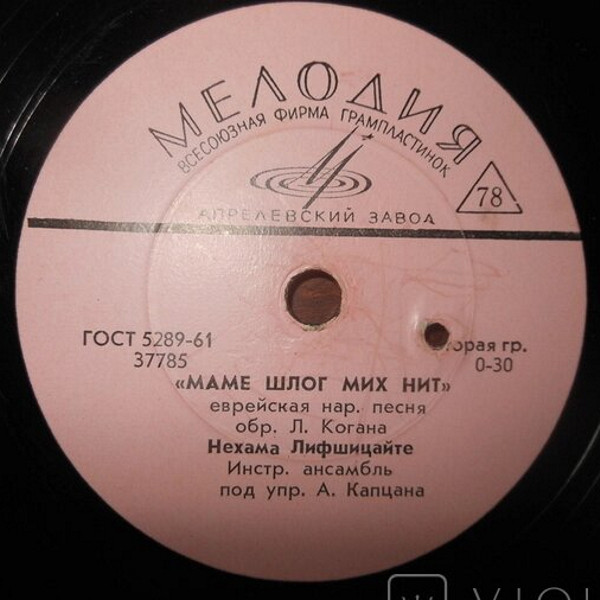 МЕЛОДИЯ
ВСЕСОЮЗНАЯ ФИРМА ГРАМПЛАСТИНОК
78
АПРЕЛЕВСКИЙ ЗАВОД
ГОСТ 5289-61
37785
гр.
0-30
«МАМЕ ШЛОГ МИХ НИТ»
еврейская нар. песня
обр. Л. Когана
Нехама Лифшицайте
Инстр. ансамбль
под упр. А. Капцана